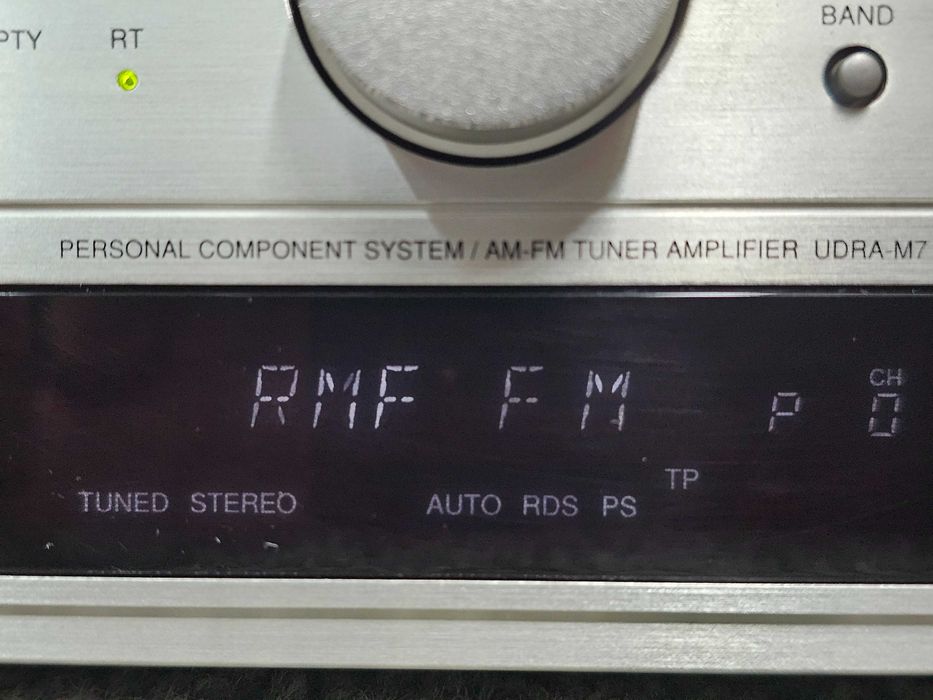 PTY RT BAND
PERSONAL COMPONENT SYSTEM / AM-FM TUNER AMPLIFIER UDRA-M7
CH
RMF FM P 0
TP
TUNED STEREO AUTO RDS PS